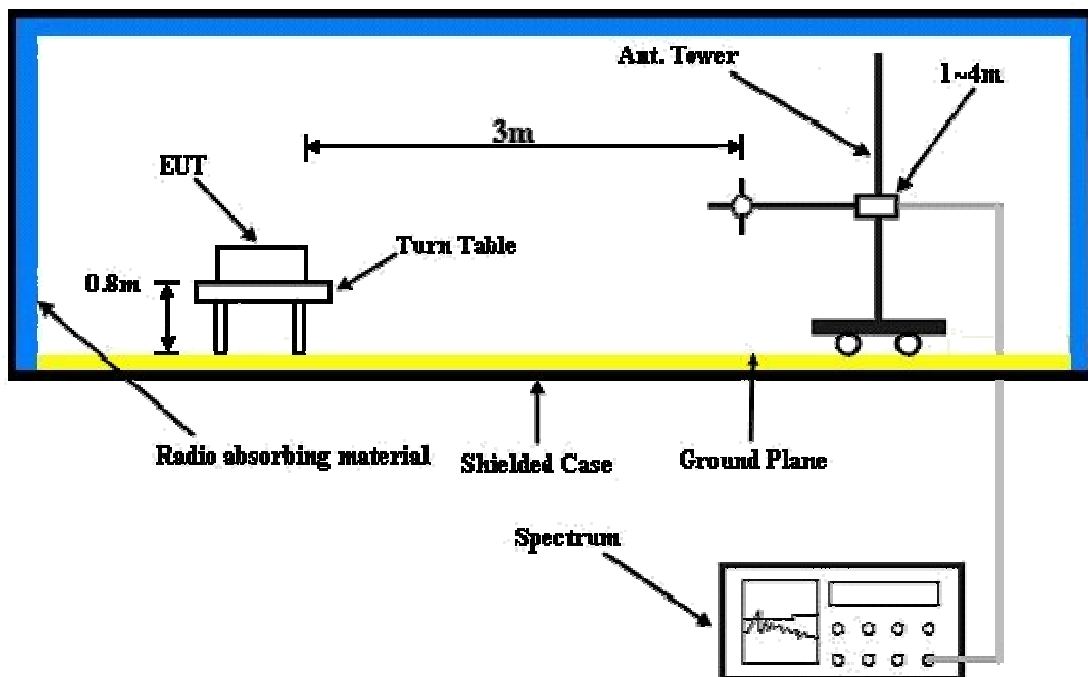 Ant. Tower
1~4m
3m
EUT
Turn Table
0.8m
Radio absorbing material
Shielded Case
Ground Plane
Spectrum